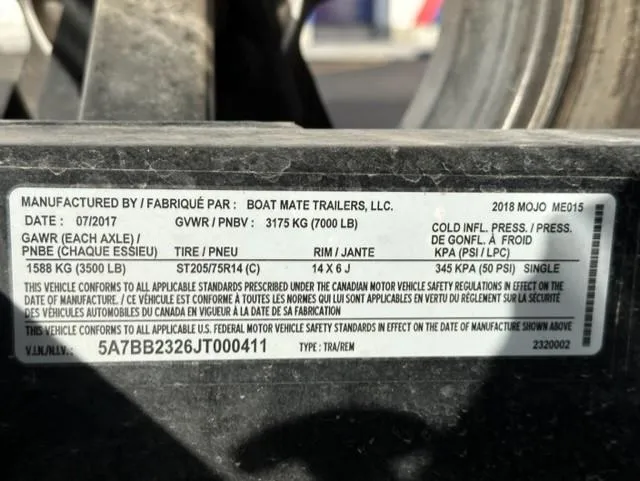 MANUFACTURED BY / FABRIQUÉ PAR : BOAT MATE TRAILERS, LLC. 2018 MOJO ME015
DATE : 07/2017 GVWR / PNBV : 3175 KG (7000 LB) COLD INFL. PRESS. / PRESS.
GAWR (EACH AXLE) / DE GONFL. À FROID
PNBE (CHAQUE ESSIEU) TIRE / PNEU RIM / JANTE KPA (PSI / LPC)
1588 KG (3500 LB) ST205/75R14 (C) 14 X 6 J 345 KPA (50 PSI) SINGLE
THIS VEHICLE CONFORMS TO ALL APPLICABLE STANDARDS PRESCRIBED UNDER THE CANADIAN MOTOR VEHICLE SAFETY REGULATIONS IN EFFECT ON THE
DATE OF MANUFACTURE. / CE VÉHICULE EST CONFORME À TOUTES LES NORMES QUI LUI SONT APPLICABLES EN VERTU DU RÈGLEMENT SUR LA SÉCURITÉ
DES VÉHICULES AUTOMOBILES DU CANADA EN VIGUEUR À LA DATE DE SA FABRICATION
THIS VEHICLE CONFORMS TO ALL APPLICABLE U.S. FEDERAL MOTOR VEHICLE SAFETY STANDARDS IN EFFECT ON THE DATE OF MANUFACTURE SHOWN ABOVE.
V.I.N./N.I.V.: 5A7BB2326JT000411 TYPE : TRA/REM 2320002